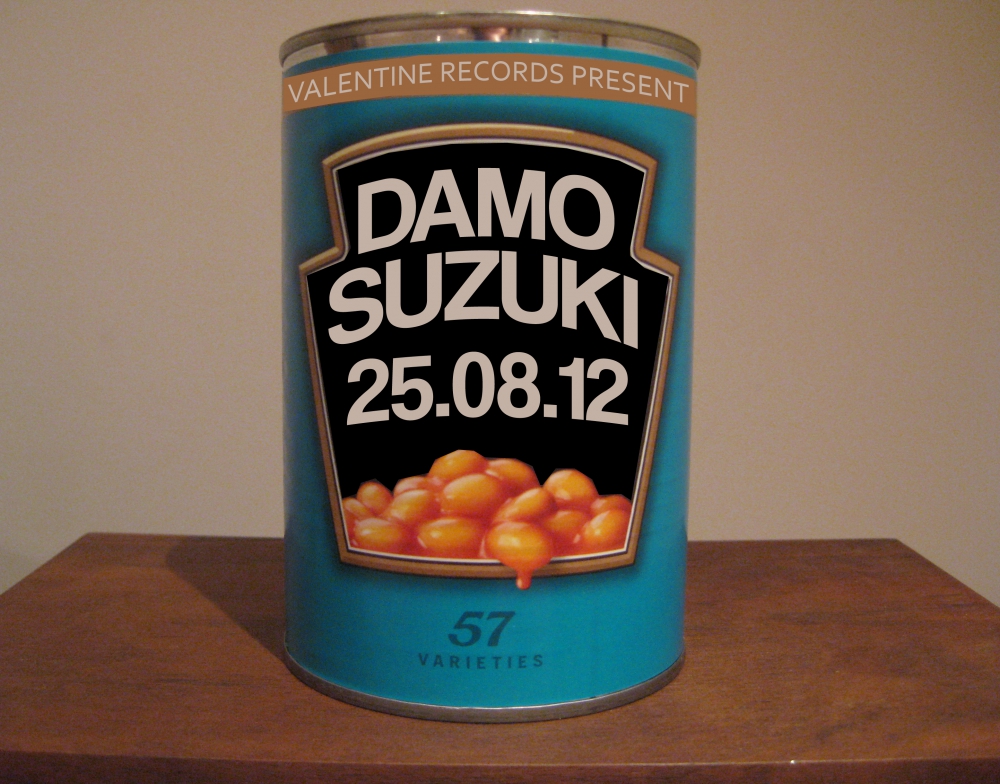 VALENTINE RECORDS PRESENT
DAMO
SUZUKI
25.08.12
57
VARIETIES